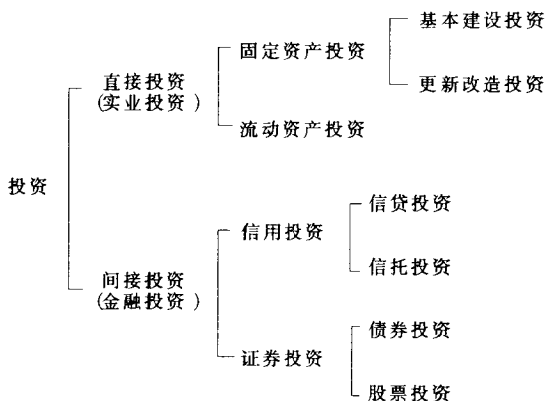 基本建设投资
固定资产投资
更新改造投资
直接投资
(实业投资)
流动资产投资
投资
信贷投资
信用投资
信托投资
间接投资
(金融投资)
债券投资
证券投资
股票投资